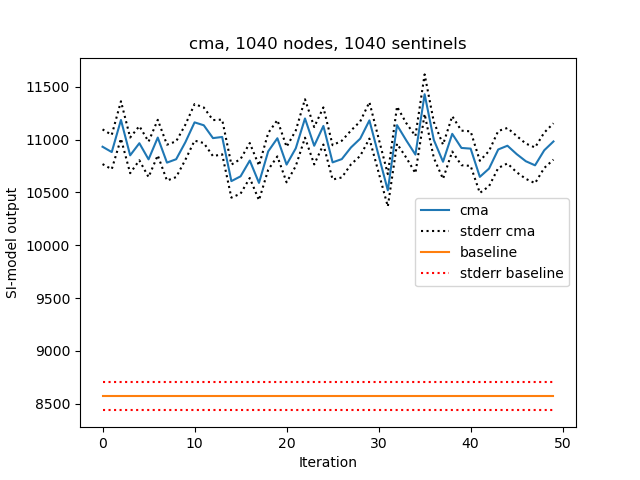 cma, 1040 nodes, 1040 sentinels
SI-model output
11500
11000
10500
10000
9500
9000
8500
cma
stderr cma
baseline
stderr baseline
0 10 20 30 40 50
Iteration